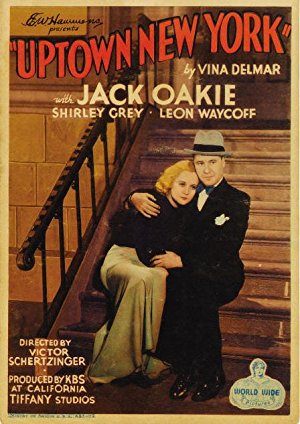 E.W. Hammons
presents
"UPTOWN NEW YORK"
by VINA DELMAR
with JACK OAKIE
SHIRLEY GREY · LEON WAYCOFF
DIRECTED BY
VICTOR
SCHERTZINGER
PRODUCED BY KBS
AT CALIFORNIA
TIFFANY STUDIOS
WORLD WIDE
Pictures